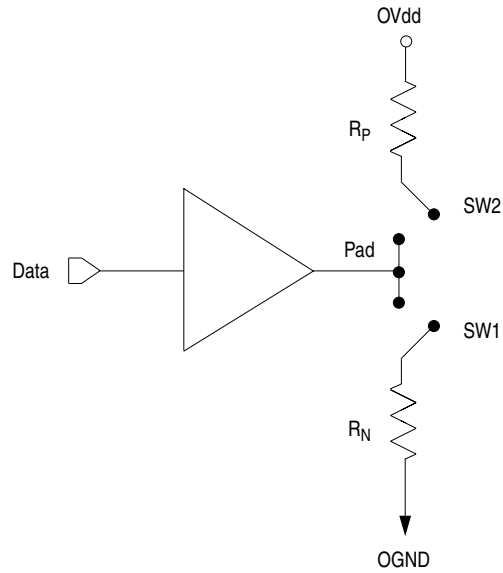 OVdd
R_P
SW2
Pad
Data
SW1
R_N
OGND